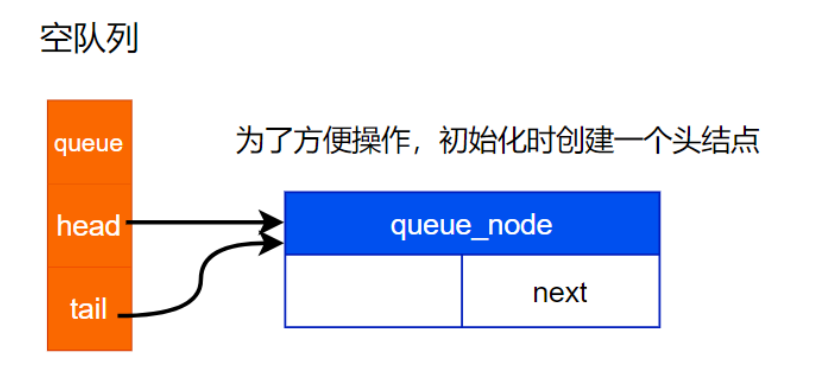 空队列
queue
为了方便操作，初始化时创建一个头结点
head
queue_node
tail
next